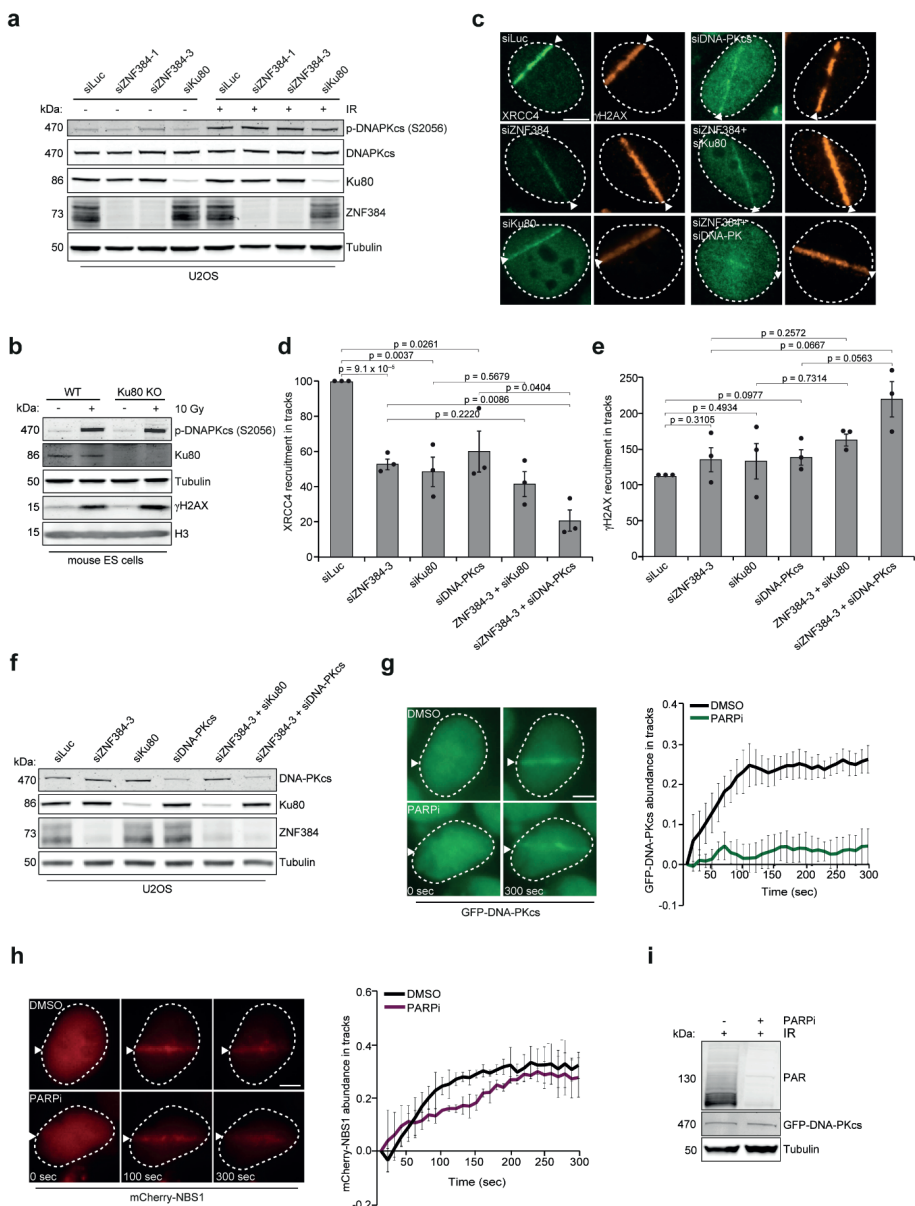 a
siLuc siZNF384-1 siZNF384-3 siKu80 siLuc siZNF384-1 siZNF384-3 siKu80
kDa: - - - - - + + + IR
470 p-DNAPKcs (S2056)
470 DNAPKcs
86 Ku80
73 ZNF384
50 Tubulin
U2OS
b
WT Ku80 KO
kDa: - + - + 10 Gy
470 p-DNAPKcs (S2056)
86 Ku80
50 Tubulin
15 γH2AX
15 H3
mouse ES cells
c
siLuc siDNA-PKcs
XRCC4 γH2AX
siZNF384 siZNF384+
siKu80
siKu80 siZNF384+
siDNA-PK
d
p = 0.0261
p = 0.0037
p = 9.1 x 10⁻⁵
p = 0.5679
p = 0.0404
p = 0.0086
p = 0.2220
XRCC4 recruitment in tracks
100
80
60
40
20
0
siLuc
siZNF384-3
siKu80
siDNA-PKcs
ZNF384-3 + siKu80
siZNF384-3 + siDNA-PKcs
e
p = 0.2572
p = 0.0667
p = 0.0563
p = 0.0977
p = 0.7314
p = 0.4934
p = 0.3105
γH2AX recruitment in tracks
250
200
150
100
50
0
siLuc
siZNF384-3
siKu80
siDNA-PKcs
ZNF384-3 + siKu80
siZNF384-3 + siDNA-PKcs
f
siLuc siZNF384-3 siKu80 siDNA-PKcs siZNF384-3 + siKu80 siZNF384-3 + siDNA-PKcs
kDa:
470 DNA-PKcs
86 Ku80
73 ZNF384
50 Tubulin
U2OS
g
DMSO
PARPi
0 sec 300 sec
GFP-DNA-PKcs
DMSO
PARPi
GFP-DNA-PKcs abundance in tracks
0.4
0.3
0.2
0.1
0.0
-0.1
50 100 150 200 250 300
Time (sec)
h
DMSO
PARPi
0 sec 100 sec 300 sec
mCherry-NBS1
DMSO
PARPi
mCherry-NBS1 abundance in tracks
0.6
0.4
0.2
0.0
-0.2
50 100 150 200 250 300
Time (sec)
i
- + PARPi
kDa: + + IR
130 PAR
470 GFP-DNA-PKcs
50 Tubulin